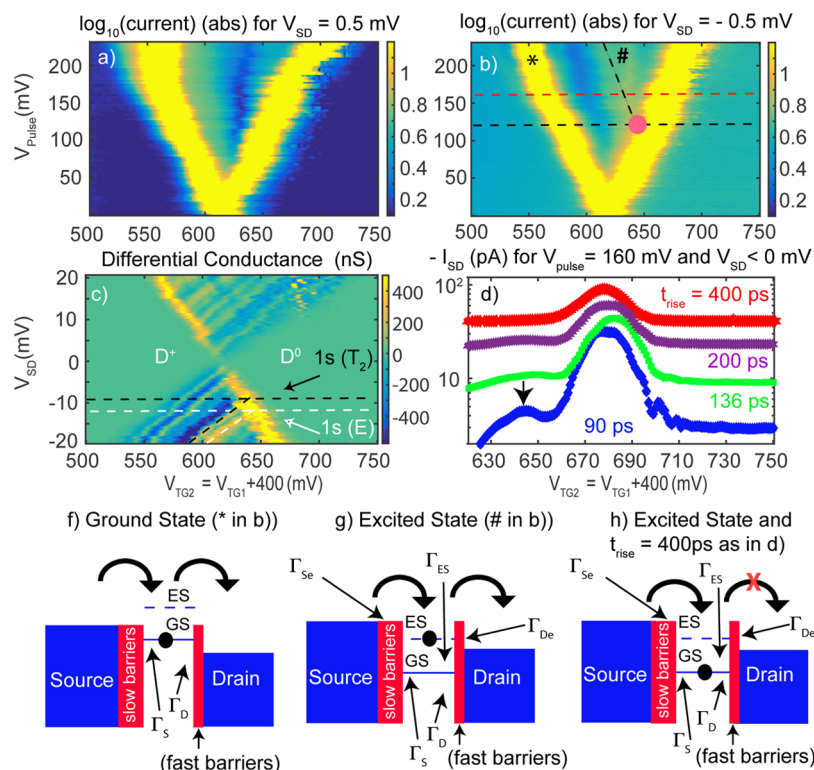 log10(current) (abs) for VSD = 0.5 mV
log10(current) (abs) for VSD = - 0.5 mV
a)
b)
*
#
VPulse(mV)
200
150
100
50
1
0.8
0.6
0.4
0.2
200
150
100
50
1
0.8
0.6
0.4
0.2
500 550 600 650 700 750
500 550 600 650 700 750
Differential Conductance (nS)
- ISD (pA) for Vpulse = 160 mV and VSD< 0 mV
c)
d)
VSD(mV)
20
10
0
-10
-20
D+
D0
1s (T2)
1s (E)
400
200
0
-200
-400
10²
10
trise = 400 ps
200 ps
136 ps
90 ps
500 550 600 650 700 750
630 650 670 690 710 750
VTG2 = VTG1+400 (mV)
VTG2 = VTG1+400 (mV)
f) Ground State (* in b))
g) Excited State (# in b))
h) Excited State and
trise = 400ps as in d)
ES
GS
Source
slow barriers
Drain
ΓS
ΓD
(fast barriers)
ΓSe
ΓES
ES
ΓDe
GS
Source
slow barriers
Drain
ΓS
ΓD
(fast barriers)
ΓSe
ΓES
X
ES
ΓDe
GS
Source
slow barriers
Drain
ΓS
ΓD
(fast barriers)